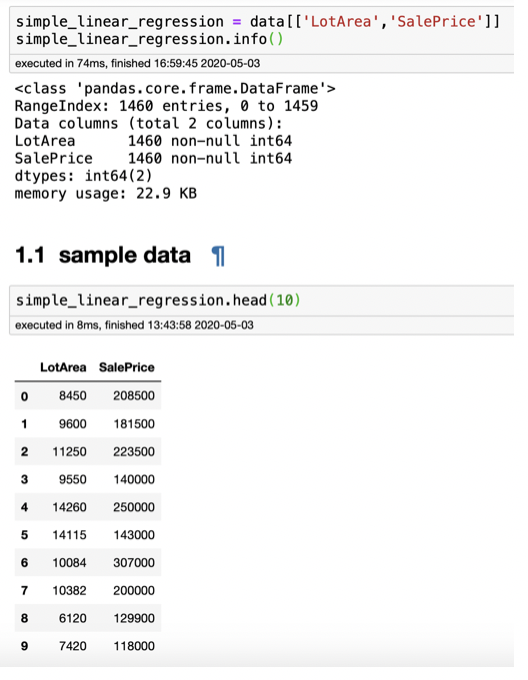 simple_linear_regression = data[['LotArea','SalePrice']]
simple_linear_regression.info()
executed in 74ms, finished 16:59:45 2020-05-03
<class 'pandas.core.frame.DataFrame'>
RangeIndex: 1460 entries, 0 to 1459
Data columns (total 2 columns):
LotArea      1460 non-null int64
SalePrice    1460 non-null int64
dtypes: int64(2)
memory usage: 22.9 KB
1.1 sample data ¶
simple_linear_regression.head(10)
executed in 8ms, finished 13:43:58 2020-05-03
LotArea SalePrice
0 8450 208500
1 9600 181500
2 11250 223500
3 9550 140000
4 14260 250000
5 14115 143000
6 10084 307000
7 10382 200000
8 6120 129900
9 7420 118000